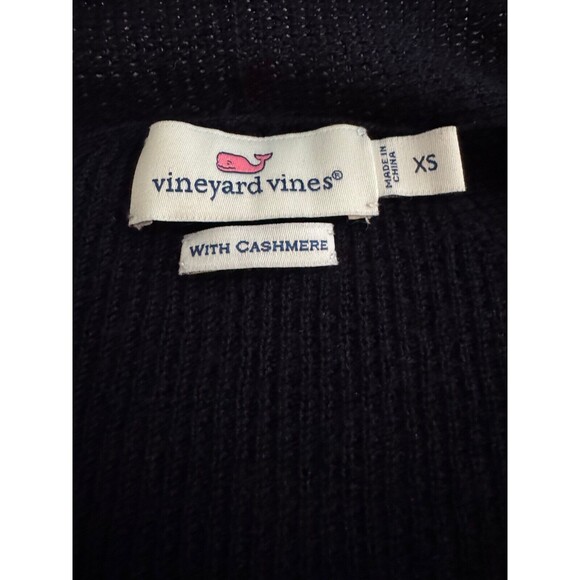 vineyard vines®
MADE IN
CHINA
XS
WITH CASHMERE